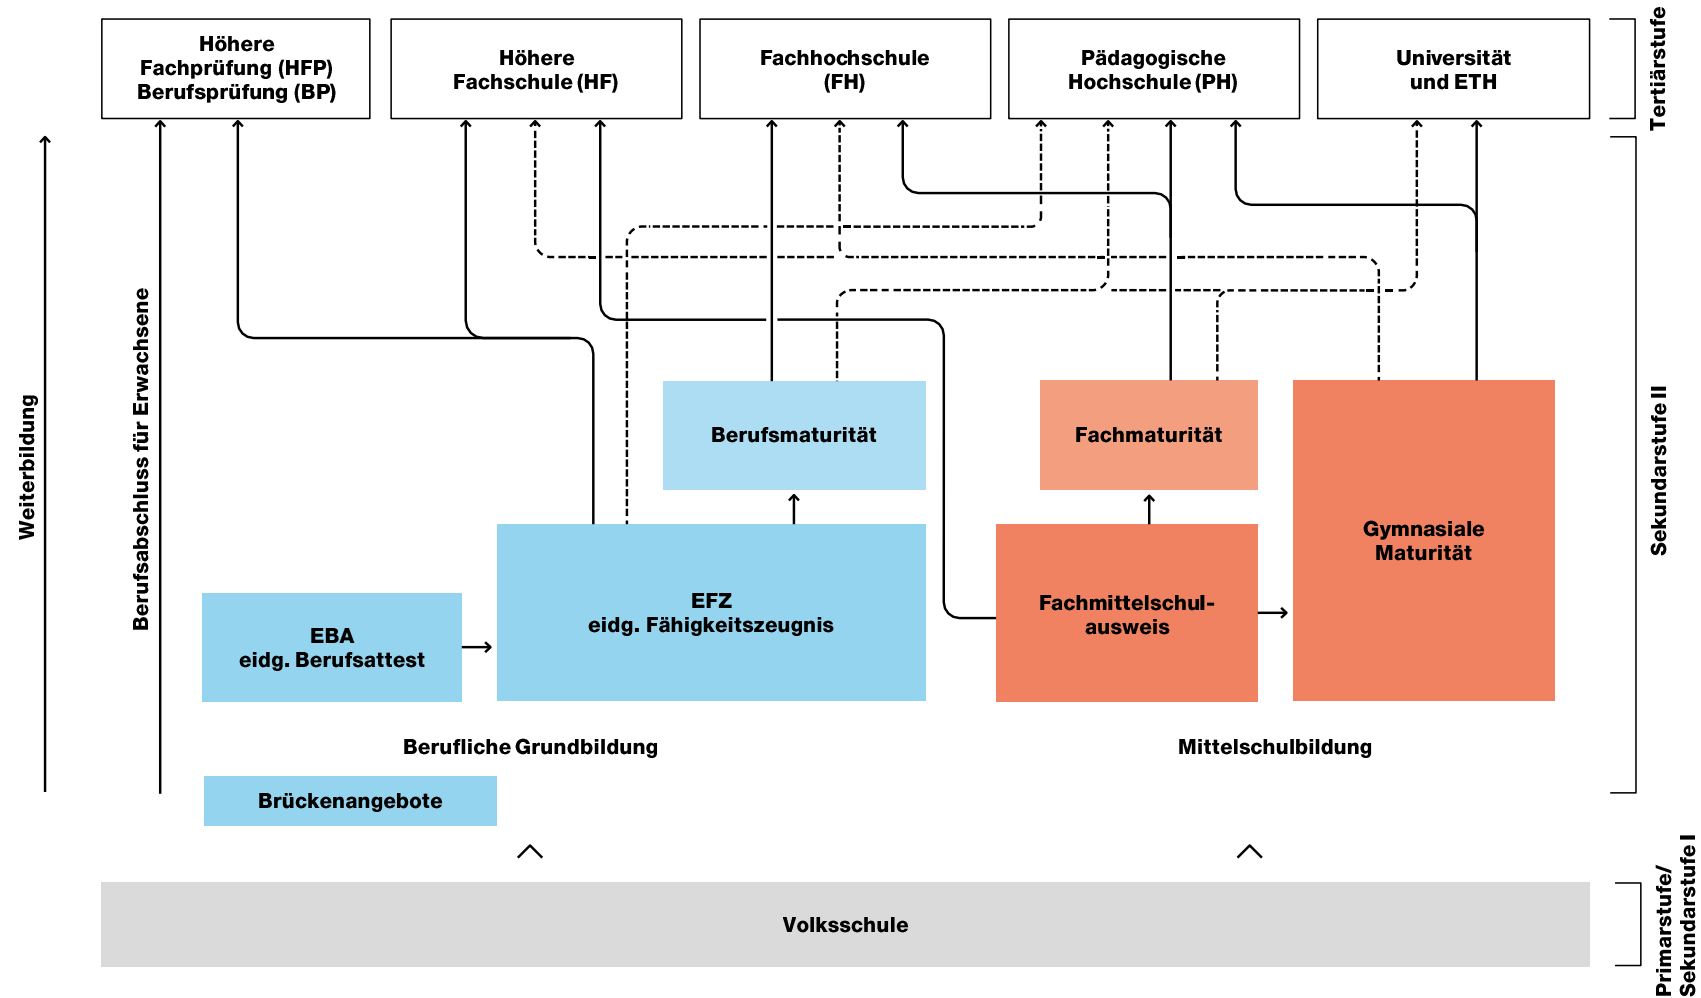 Höhere
Fachprüfung (HFP)
Berufsprüfung (BP)
Höhere
Fachschule (HF)
Fachhochschule
(FH)
Pädagogische
Hochschule (PH)
Universität
und ETH
Tertiärstufe
Weiterbildung
Berufsabschluss für Erwachsene
Berufsmaturität
Fachmaturität
Gymnasiale
Maturität
Sekundarstufe II
EFZ
eidg. Fähigkeitszeugnis
Fachmittelschul-
ausweis
EBA
eidg. Berufsattest
Berufliche Grundbildung
Mittelschulbildung
Brückenangebote
Volksschule
Primarstufe/
Sekundarstufe I